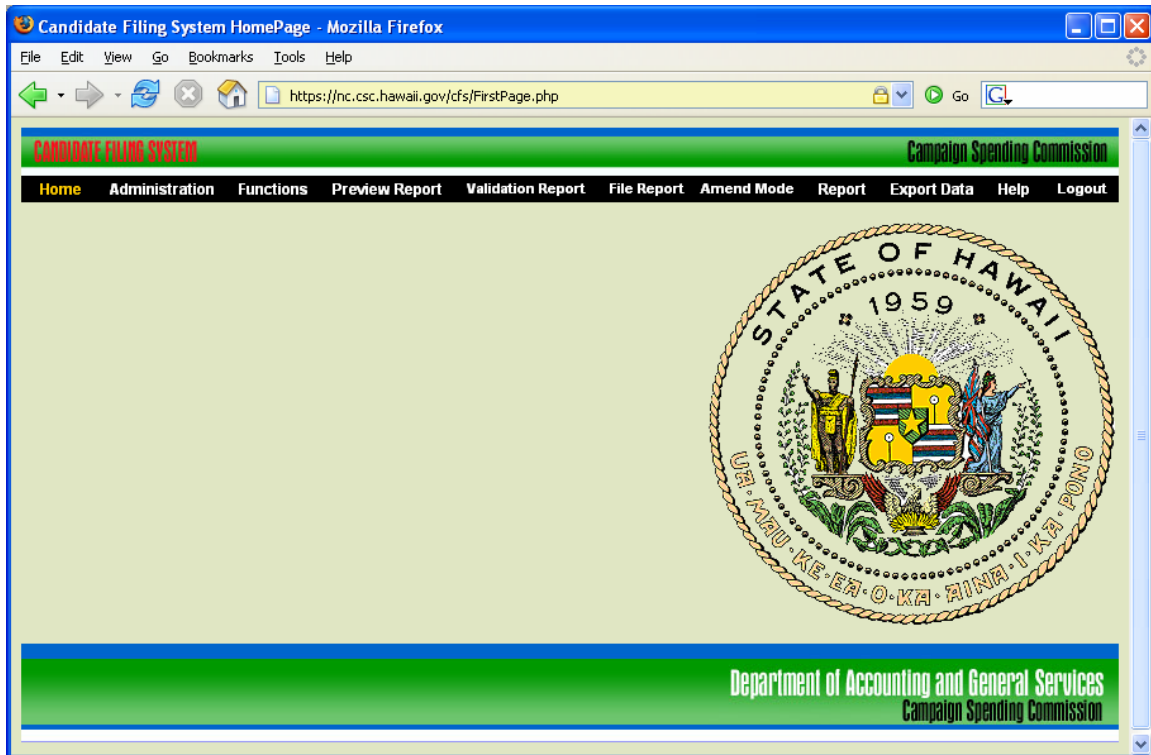 Candidate Filing System HomePage - Mozilla Firefox
File Edit View Go Bookmarks Tools Help
https://nc.csc.hawaii.gov/cfs/FirstPage.php Go G
CANDIDATE FILING SYSTEM Campaign Spending Commission
Home Administration Functions Preview Report Validation Report File Report Amend Mode Report Export Data Help Logout
STATE OF HAWAII
1959
UA·MAU·KE·EA·O·KA·AINA·I·KA·PONO
Department of Accounting and General Services
Campaign Spending Commission